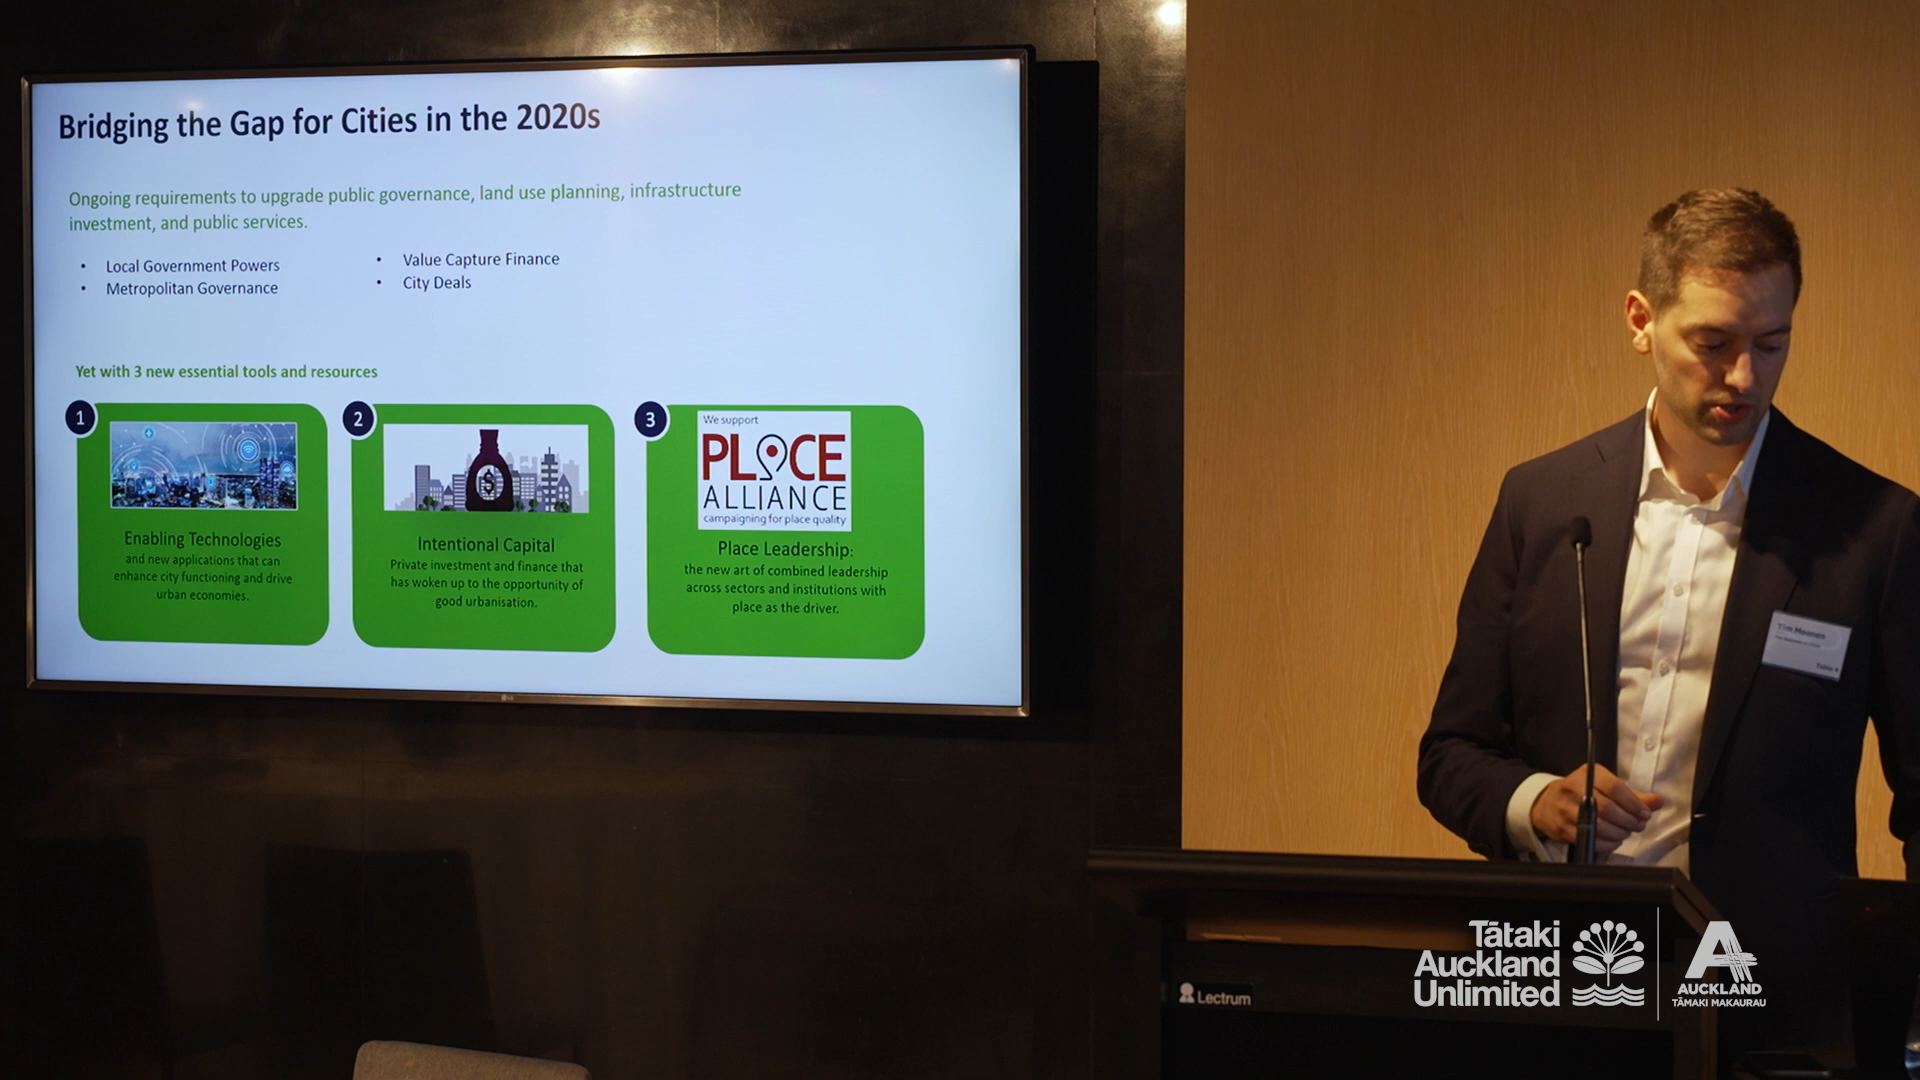 Bridging the Gap for Cities in the 2020s
Ongoing requirements to upgrade public governance, land use planning, infrastructure
investment, and public services.
• Local Government Powers
• Metropolitan Governance
• Value Capture Finance
• City Deals
Yet with 3 new essential tools and resources
1
Enabling Technologies
and new applications that can
enhance city functioning and drive
urban economies.
2
$
Intentional Capital
Private investment and finance that
has woken up to the opportunity of
good urbanisation.
3
We support
PLACE
ALLIANCE
campaigning for place quality
Place Leadership:
the new art of combined leadership
across sectors and institutions with
place as the driver.
LG
Tim Moonen
Table 4
Lectrum
Tātaki
Auckland
Unlimited
AUCKLAND
TĀMAKI MAKAURAU